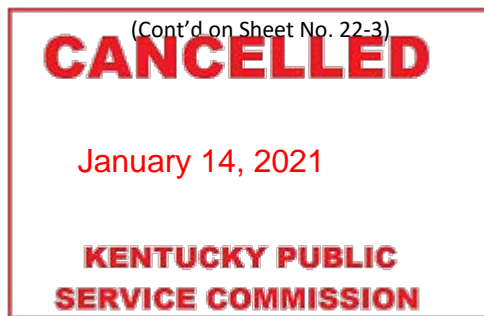 (Cont’d on Sheet No. 22-3)
CANCELLED
January 14, 2021
KENTUCKY PUBLIC
SERVICE COMMISSION